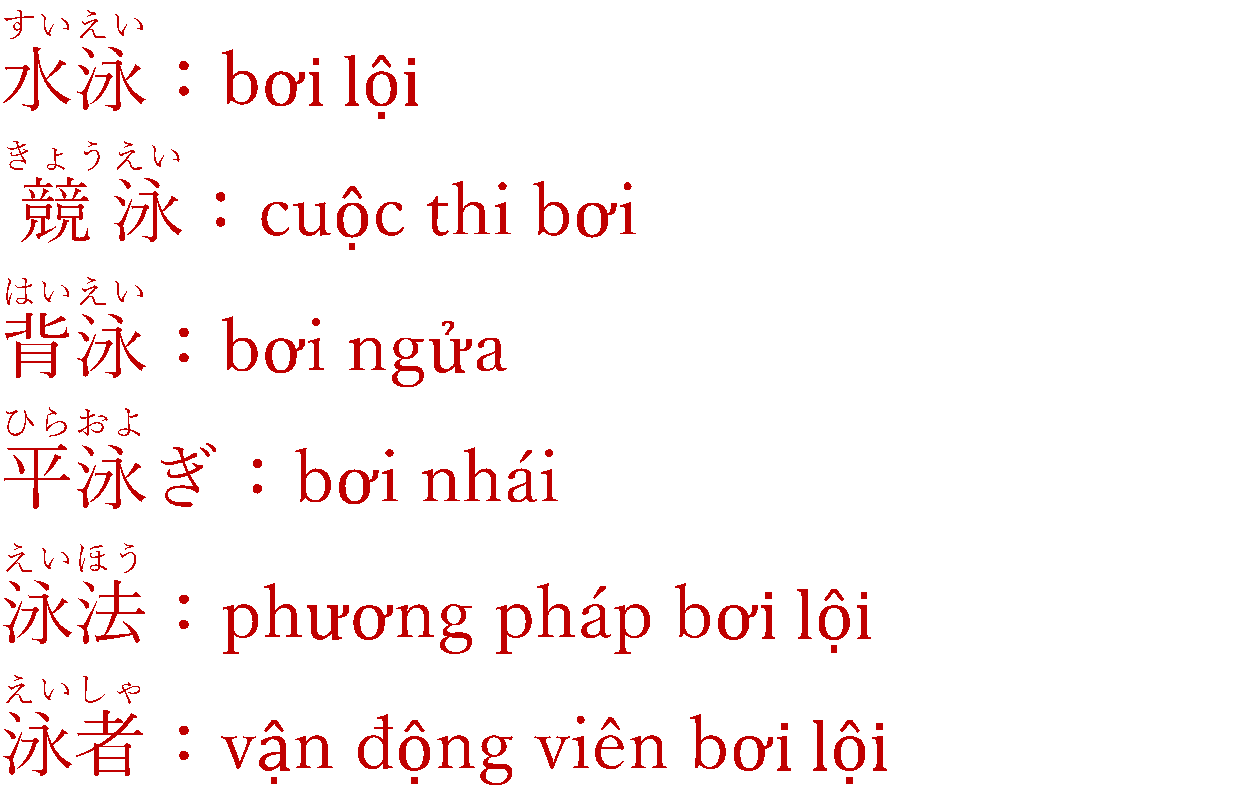 すいえい
水泳：bơi lội
きょうえい
競泳：cuộc thi bơi
はいえい
背泳：bơi ngửa
ひらおよ
平泳ぎ：bơi nhái
えいほう
泳法：phương pháp bơi lội
えいしゃ
泳者：vận động viên bơi lội